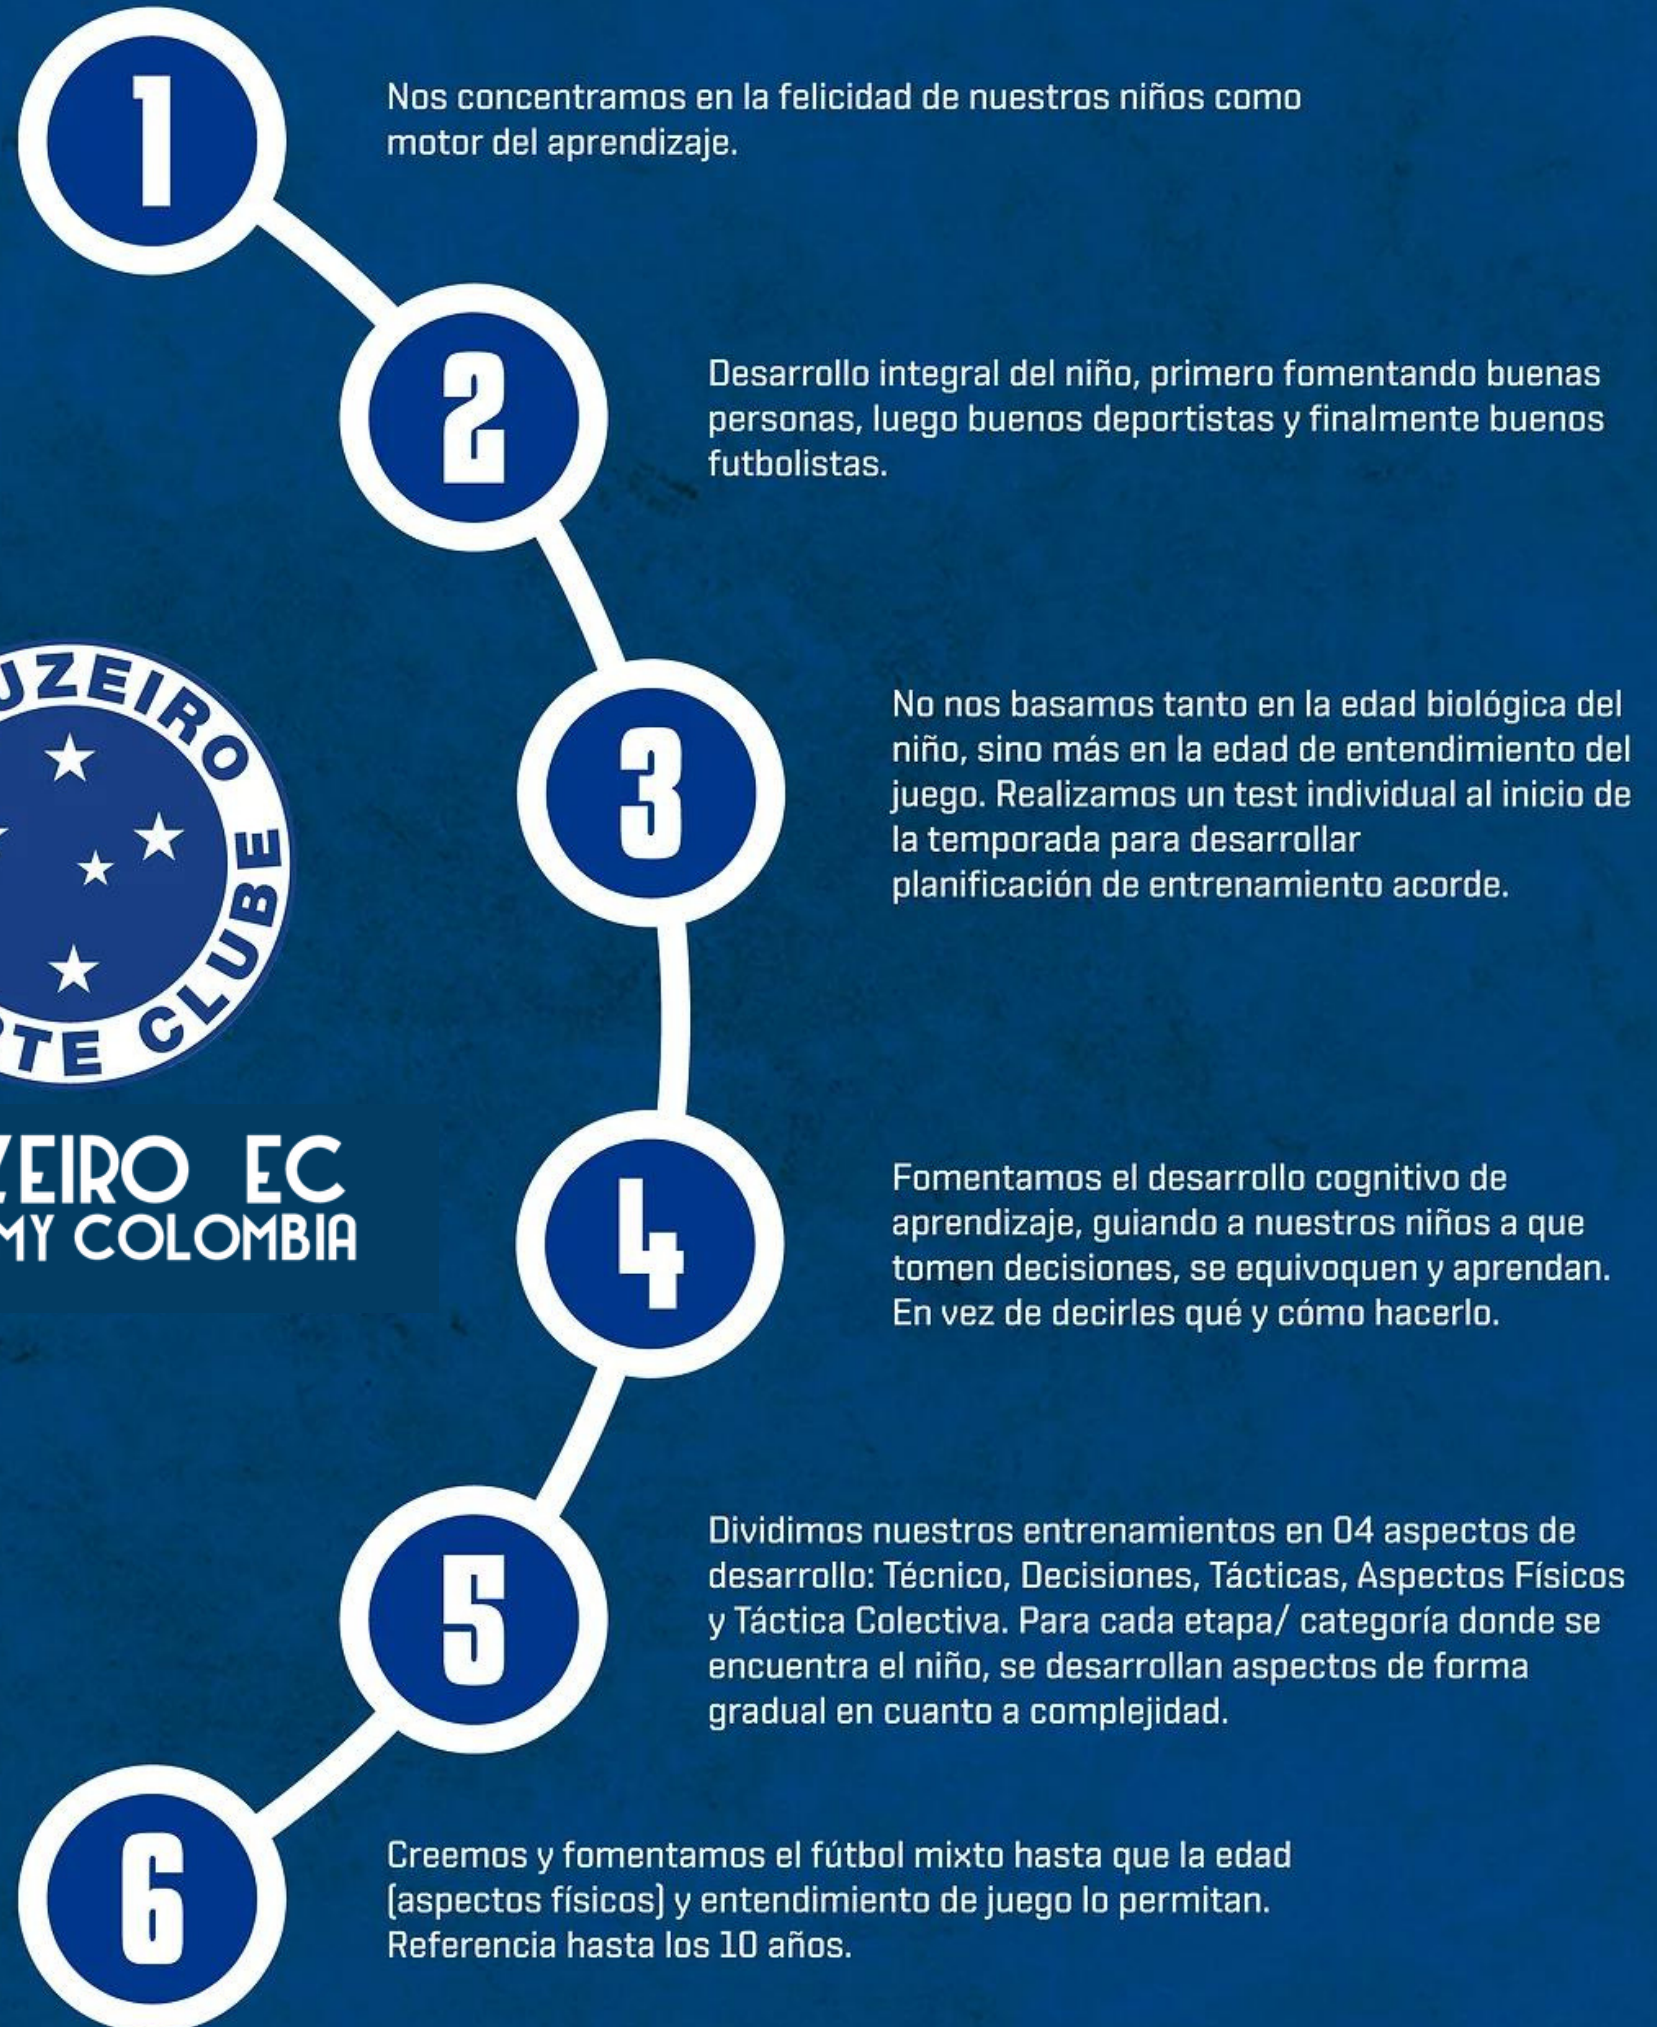 1
Nos concentramos en la felicidad de nuestros niños como
motor del aprendizaje.
2
Desarrollo integral del niño, primero fomentando buenas
personas, luego buenos deportistas y finalmente buenos
futbolistas.
3
No nos basamos tanto en la edad biológica del
niño, sino más en la edad de entendimiento del
juego. Realizamos un test individual al inicio de
la temporada para desarrollar
planificación de entrenamiento acorde.
UZEIRO
RTE CLUBE
ZEIRO EC
MY COLOMBIA
4
Fomentamos el desarrollo cognitivo de
aprendizaje, guiando a nuestros niños a que
tomen decisiones, se equivoquen y aprendan.
En vez de decirles qué y cómo hacerlo.
5
Dividimos nuestros entrenamientos en 04 aspectos de
desarrollo: Técnico, Decisiones, Tácticas, Aspectos Físicos
y Táctica Colectiva. Para cada etapa/ categoría donde se
encuentra el niño, se desarrollan aspectos de forma
gradual en cuanto a complejidad.
6
Creemos y fomentamos el fútbol mixto hasta que la edad
(aspectos físicos) y entendimiento de juego lo permitan.
Referencia hasta los 10 años.